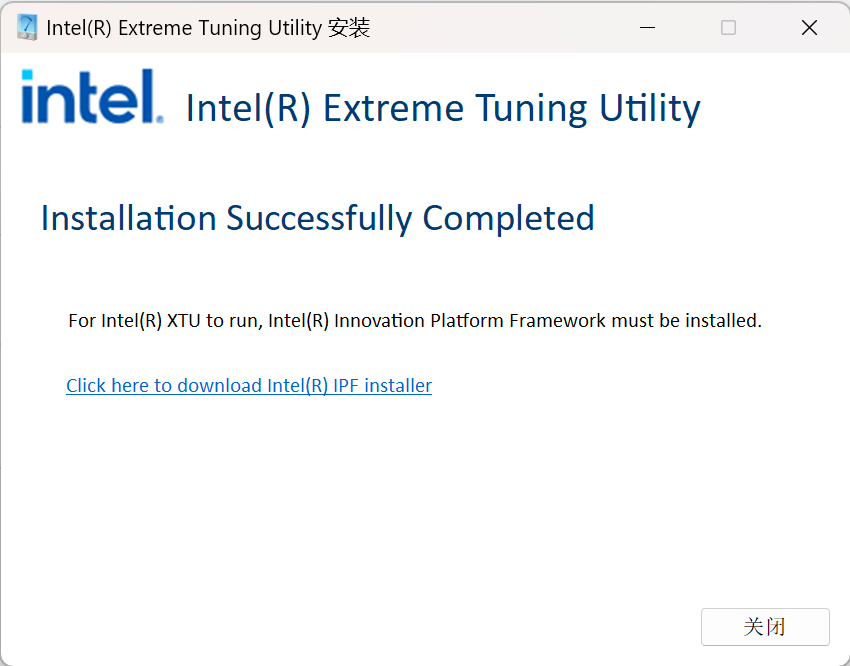 Intel(R) Extreme Tuning Utility 安装
intel.
Intel(R) Extreme Tuning Utility
Installation Successfully Completed
For Intel(R) XTU to run, Intel(R) Innovation Platform Framework must be installed.
Click here to download Intel(R) IPF installer
关闭